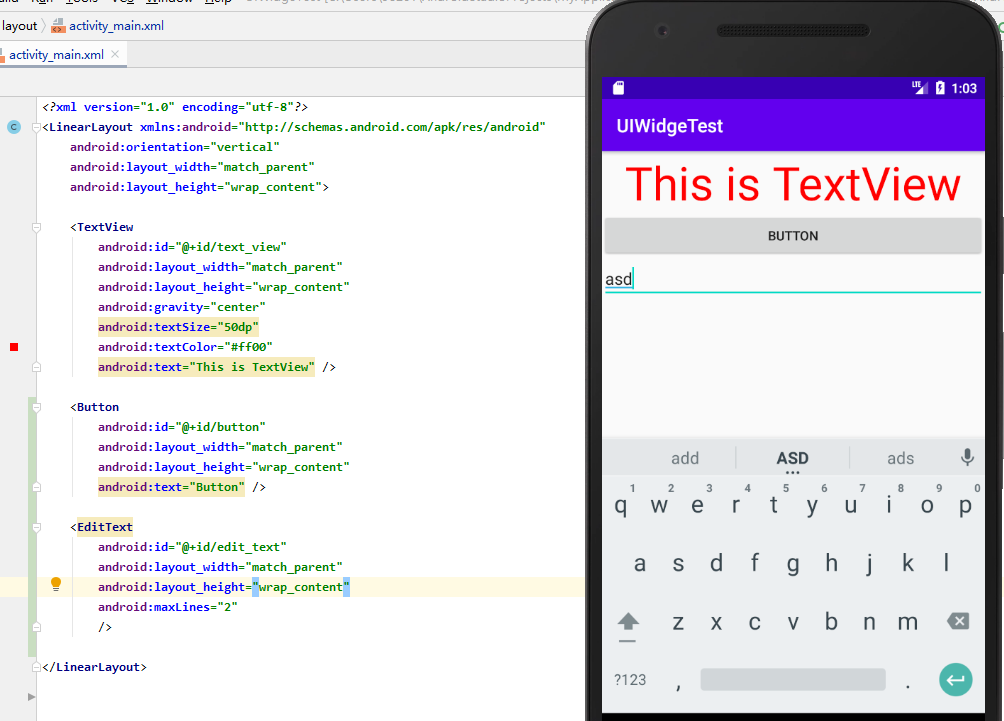 layout activity_main.xml
activity_main.xml
<?xml version="1.0" encoding="utf-8"?>
<LinearLayout xmlns:android="http://schemas.android.com/apk/res/android"
android:orientation="vertical"
android:layout_width="match_parent"
android:layout_height="wrap_content">
<TextView
android:id="@+id/text_view"
android:layout_width="match_parent"
android:layout_height="wrap_content"
android:gravity="center"
android:textSize="50dp"
android:textColor="#ff00"
android:text="This is TextView" />
<Button
android:id="@+id/button"
android:layout_width="match_parent"
android:layout_height="wrap_content"
android:text="Button" />
<EditText
android:id="@+id/edit_text"
android:layout_width="match_parent"
android:layout_height="wrap_content"
android:maxLines="2"
/>
</LinearLayout>
C
LTE 1:03
UIWidgeTest
This is TextView
BUTTON
asd
add ASD ads
1 2 3 4 5 6 7 8 9 0
q w e r t y u i o p
a s d f g h j k l
z x c v b n m
?123 , .